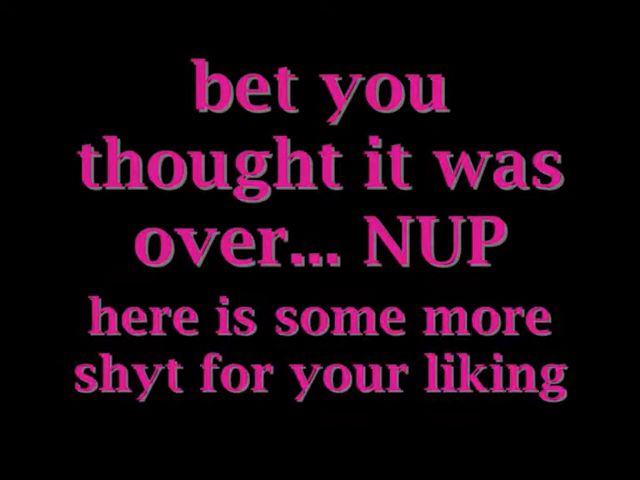 bet you
thought it was
over... NUP
here is some more
shyt for your liking